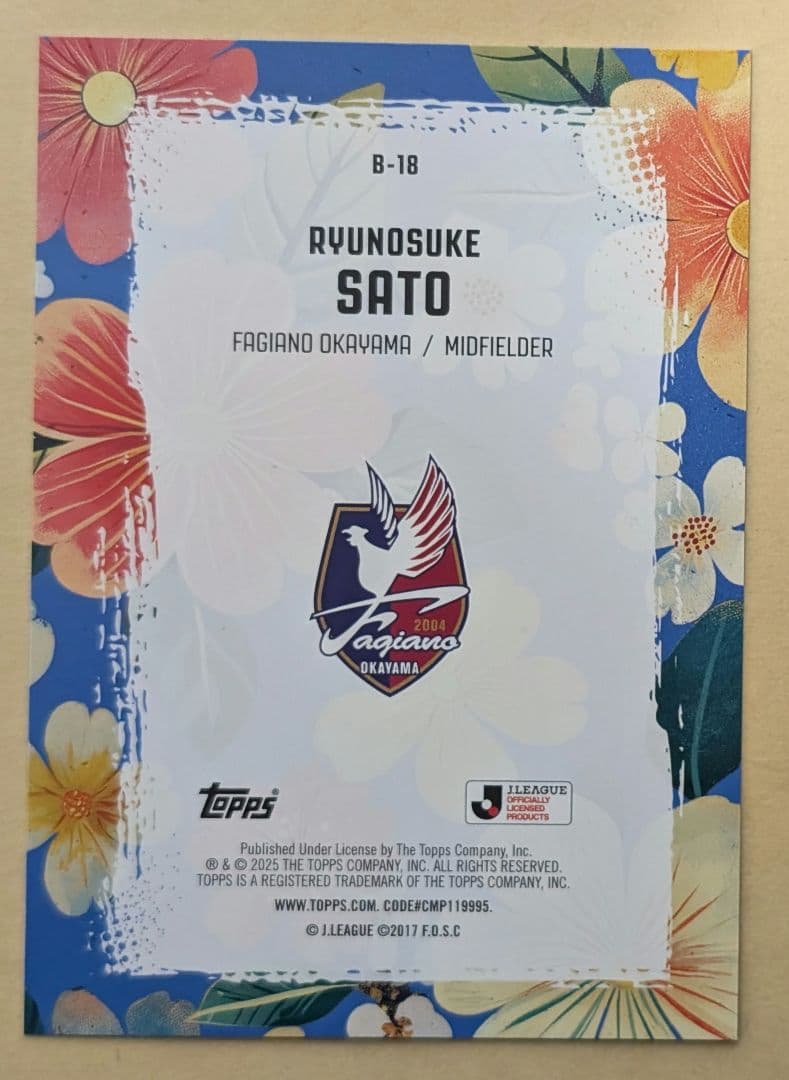 B-18
RYUNOSUKE
SATO
FAGIANO OKAYAMA / MIDFIELDER
2004
Fagiano
OKAYAMA
topps®
J.LEAGUE
OFFICIALLY
LICENSED
PRODUCTS
Published Under License by The Topps Company, Inc.
® & © 2025 THE TOPPS COMPANY, INC. ALL RIGHTS RESERVED.
TOPPS IS A REGISTERED TRADEMARK OF THE TOPPS COMPANY, INC.
WWW.TOPPS.COM. CODE#CMP119995.
© J.LEAGUE ©2017 F.O.S.C